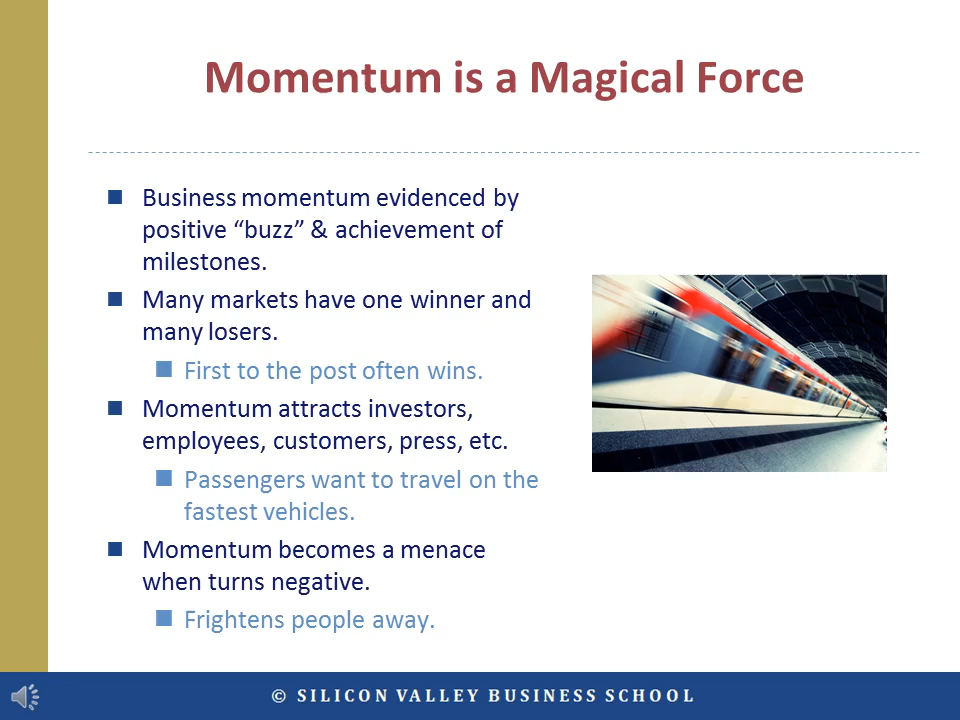 Momentum is a Magical Force
Business momentum evidenced by
positive “buzz” & achievement of
milestones.
Many markets have one winner and
many losers.
First to the post often wins.
Momentum attracts investors,
employees, customers, press, etc.
Passengers want to travel on the
fastest vehicles.
Momentum becomes a menace
when turns negative.
Frightens people away.
© SILICON VALLEY BUSINESS SCHOOL